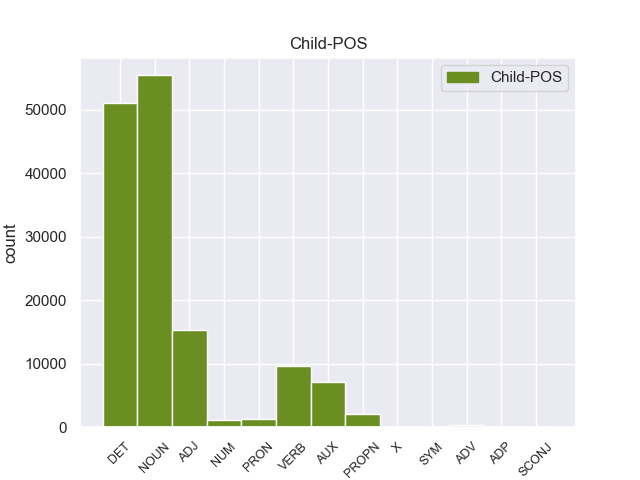 Child-POS
Child-POS
50000
40000
30000
20000
10000
0
count
DET
NOUN
ADJ
NUM
PRON
VERB
AUX
PROPN
X
SYM
ADV
ADP
SCONJ